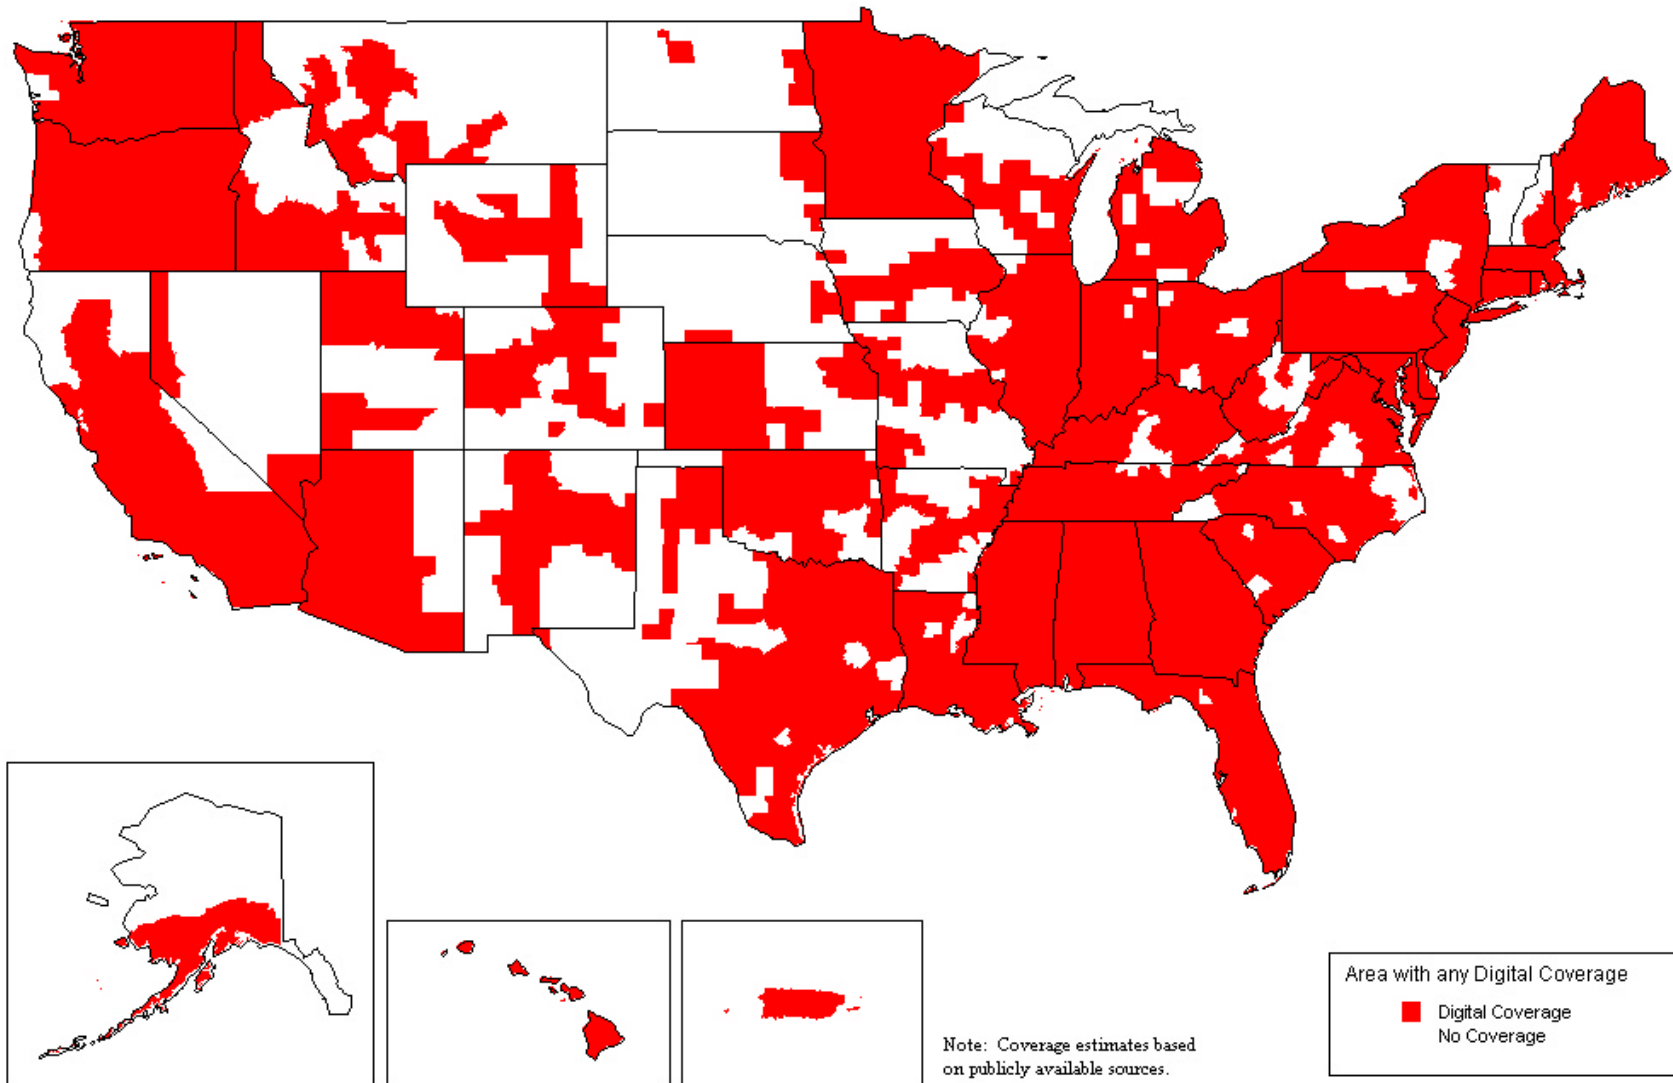 Note: Coverage estimates based
on publicly available sources.
Area with any Digital Coverage
Digital Coverage
No Coverage